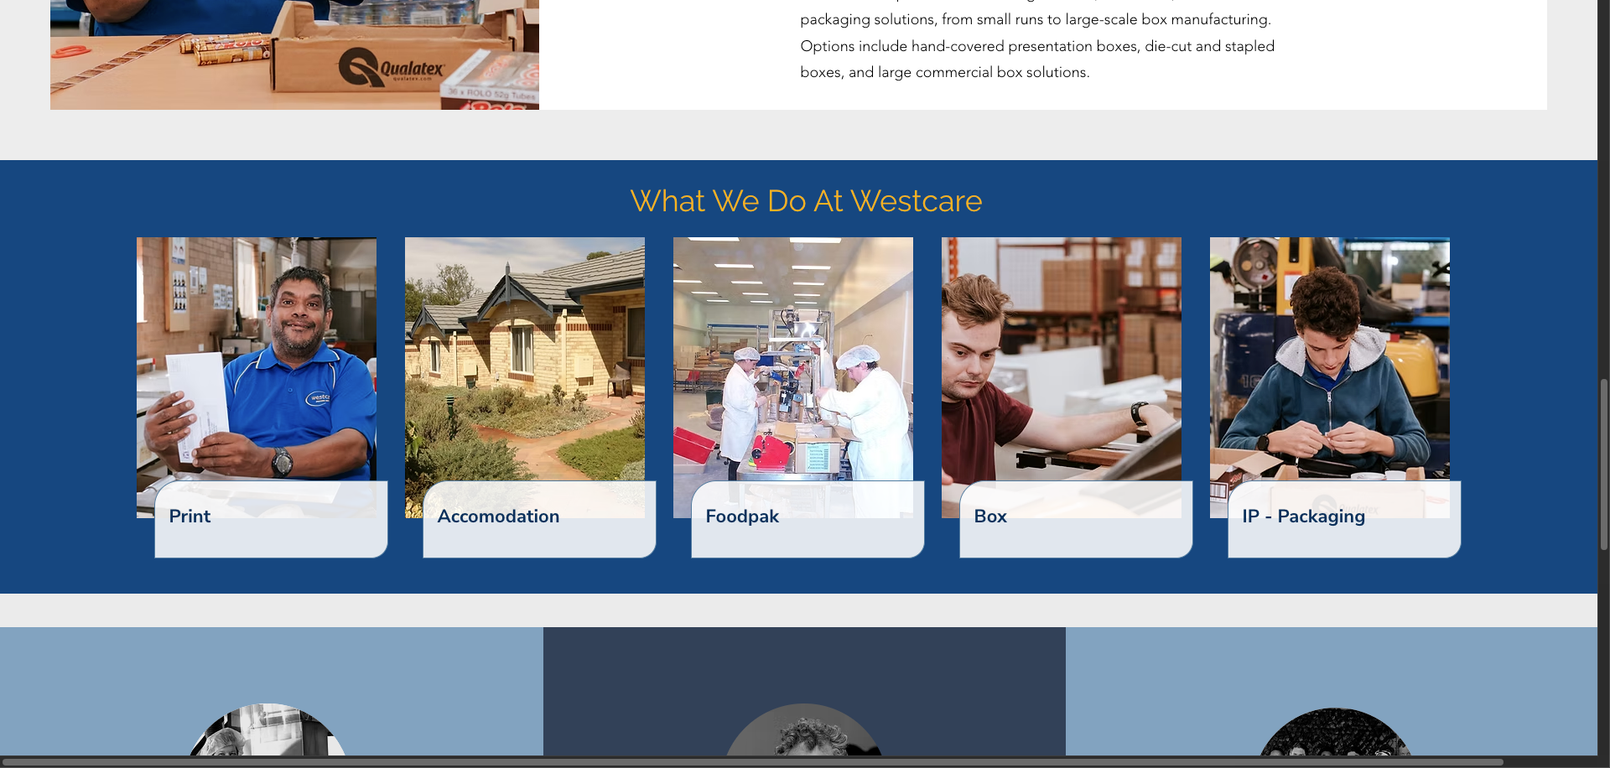 packaging solutions, from small runs to large-scale box manufacturing.
Options include hand-covered presentation boxes, die-cut and stapled
boxes, and large commercial box solutions.
Qualatex
qualatex.com
36 x ROLO 52g Tubes
What We Do At Westcare
Print
Accomodation
Foodpak
Box
IP - Packaging